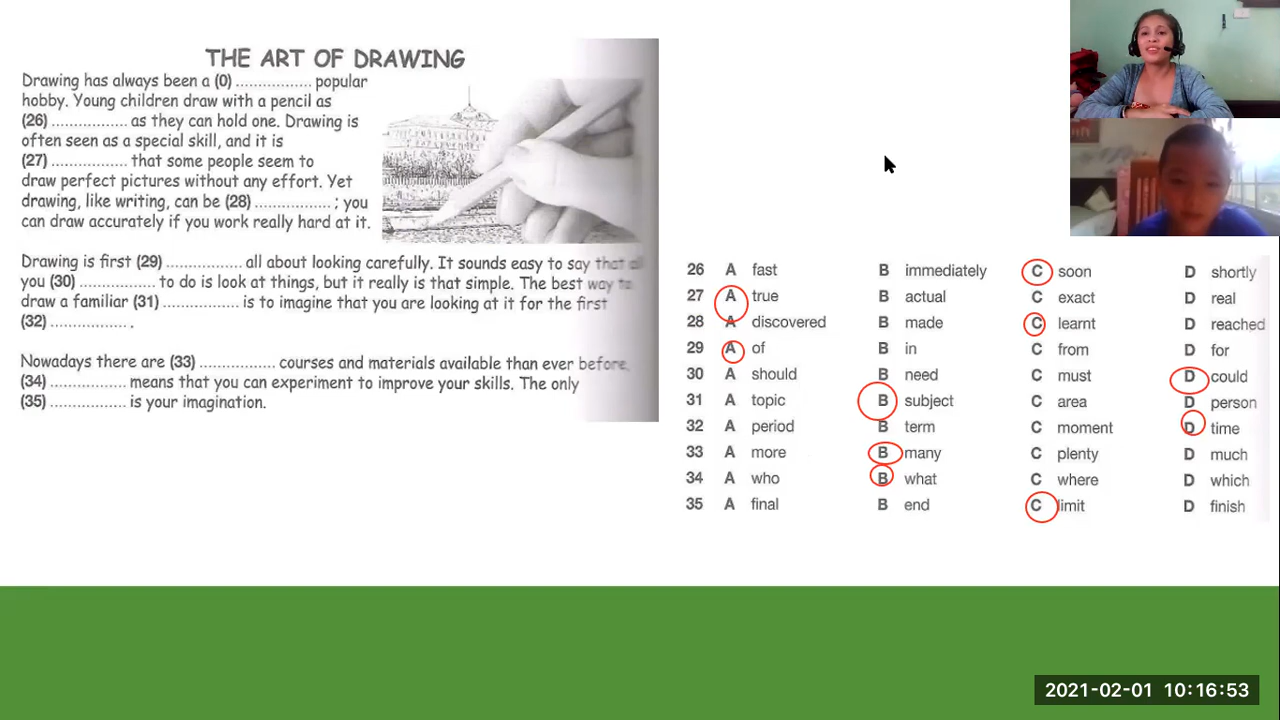 THE ART OF DRAWING
Drawing has always been a (0) ................ popular
hobby. Young children draw with a pencil as
(26) ................ as they can hold one. Drawing is
often seen as a special skill, and it is
(27) ................ that some people seem to
draw perfect pictures without any effort. Yet
drawing, like writing, can be (28) ................ ; you
can draw accurately if you work really hard at it.
Drawing is first (29) ................ all about looking carefully. It sounds easy to say that all
you (30) ................ to do is look at things, but it really is that simple. The best way to
draw a familiar (31) ................ is to imagine that you are looking at it for the first
(32) ................ .
Nowadays there are (33) ................ courses and materials available than ever before.
(34) ................ means that you can experiment to improve your skills. The only
(35) ................ is your imagination.
26 A fast B immediately C soon D shortly
27 A true B actual C exact D real
28 A discovered B made C learnt D reached
29 A of B in C from D for
30 A should B need C must D could
31 A topic B subject C area D person
32 A period B term C moment D time
33 A more B many C plenty D much
34 A who B what C where D which
35 A final B end C limit D finish
2021-02-01 10:16:53